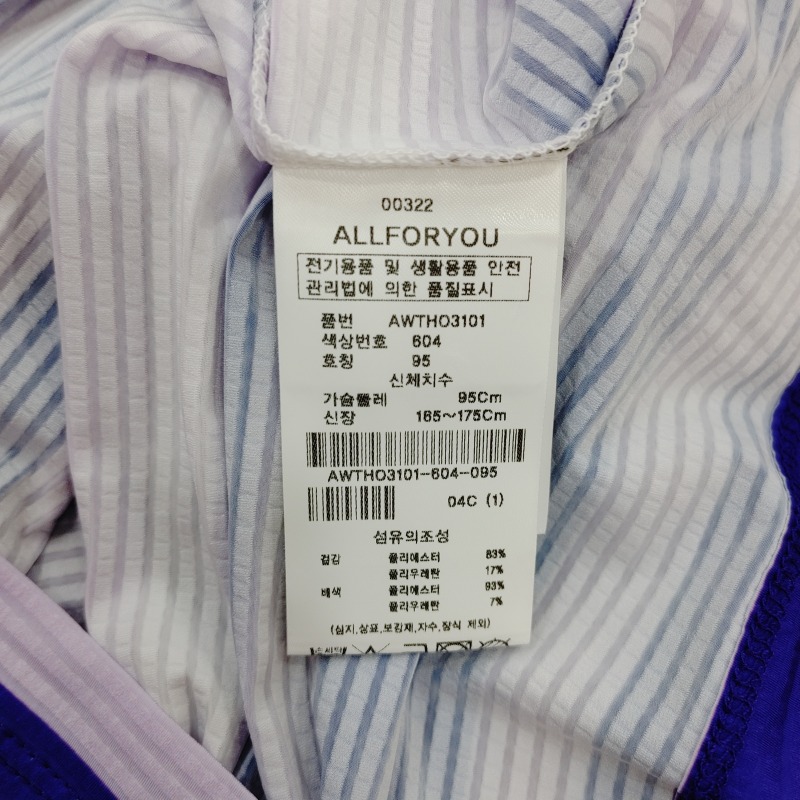 00322
ALLFORYOU
전기용품 및 생활용품 안전
관리법에 의한 품질표시
품번 AWTHO3101
색상번호 604
호칭 95
신체치수
가슴둘레 95Cm
신장 165~175Cm
AWTHO3101-604-095
04C (1)
섬유의조성
겉감 폴리에스터 83%
폴리우레탄 17%
배색 폴리에스터 93%
폴리우레탄 7%
(심지,상표,보강재,자수,장식 제외)